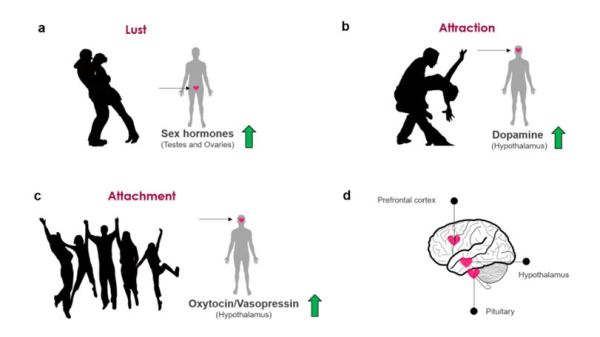 a
Lust
Sex hormones
(Testes and Ovaries)
b
Attraction
Dopamine
(Hypothalamus)
c
Attachment
Oxytocin/Vasopressin
(Hypothalamus)
d
Prefrontal cortex
Hypothalamus
Pituitary